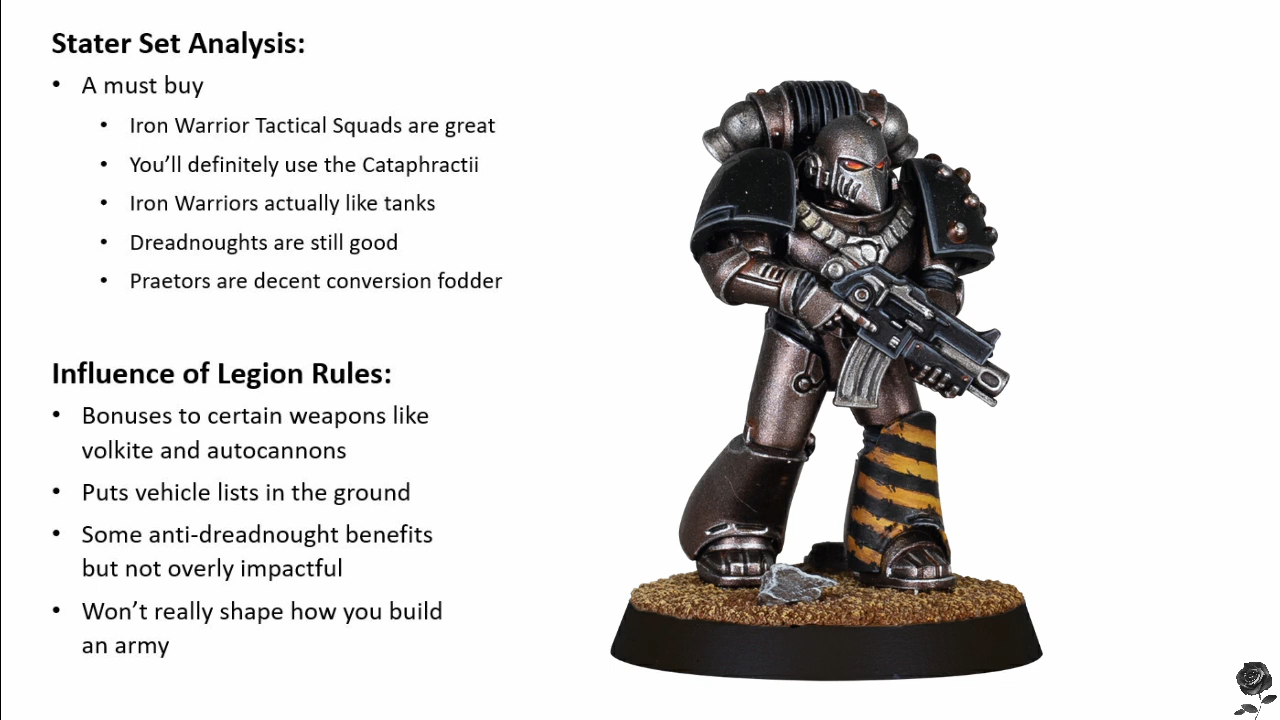 Stater Set Analysis:
• A must buy
• Iron Warrior Tactical Squads are great
• You’ll definitely use the Cataphractii
• Iron Warriors actually like tanks
• Dreadnoughts are still good
• Praetors are decent conversion fodder
Influence of Legion Rules:
• Bonuses to certain weapons like
volkite and autocannons
• Puts vehicle lists in the ground
• Some anti-dreadnought benefits
but not overly impactful
• Won’t really shape how you build
an army